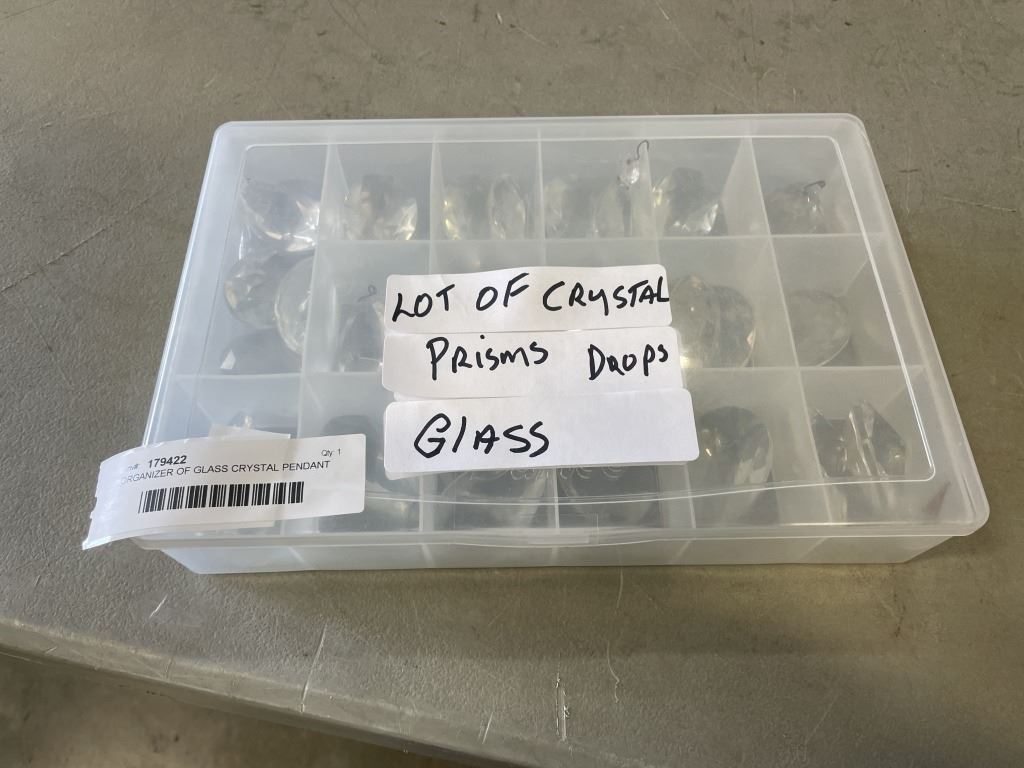 LOT OF CRYSTAL
PRISMS DROPS
GLASS
179422
Qty 1
ORGANIZER OF GLASS CRYSTAL PENDANT